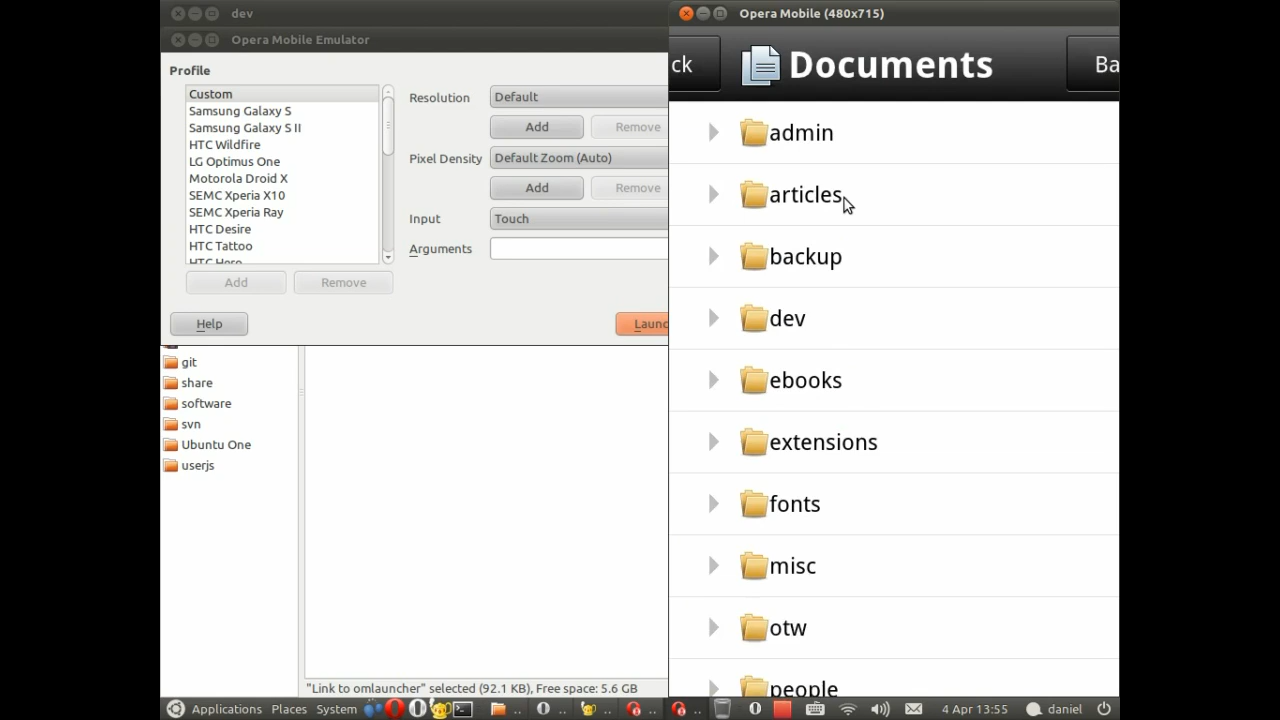 dev
Opera Mobile Emulator
Profile
Custom
Samsung Galaxy S
Samsung Galaxy S II
HTC Wildfire
LG Optimus One
Motorola Droid X
SEMC Xperia X10
SEMC Xperia Ray
HTC Desire
HTC Tattoo
HTC Hero
Add Remove
Resolution Default
Add Remove
Pixel Density Default Zoom (Auto)
Add Remove
Input Touch
Arguments
Help Launc
git
share
software
svn
Ubuntu One
userjs
"Link to omlauncher" selected (92.1 KB), Free space: 5.6 GB
Opera Mobile (480x715)
ck Documents Ba
admin
articles
backup
dev
ebooks
extensions
fonts
misc
otw
people
Applications Places System .. .. .. .. .. 4 Apr 13:55 daniel